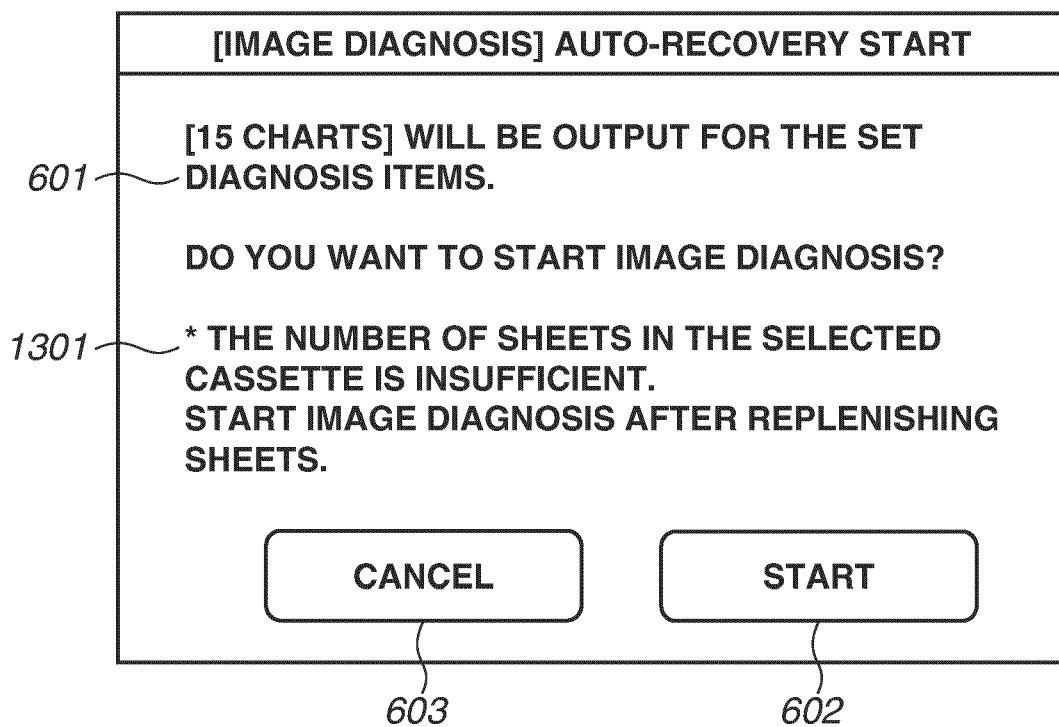 [IMAGE DIAGNOSIS] AUTO-RECOVERY START
[15 CHARTS] WILL BE OUTPUT FOR THE SET
601 DIAGNOSIS ITEMS.
DO YOU WANT TO START IMAGE DIAGNOSIS?
1301 * THE NUMBER OF SHEETS IN THE SELECTED
CASSETTE IS INSUFFICIENT.
START IMAGE DIAGNOSIS AFTER REPLENISHING
SHEETS.
CANCEL START
603 602